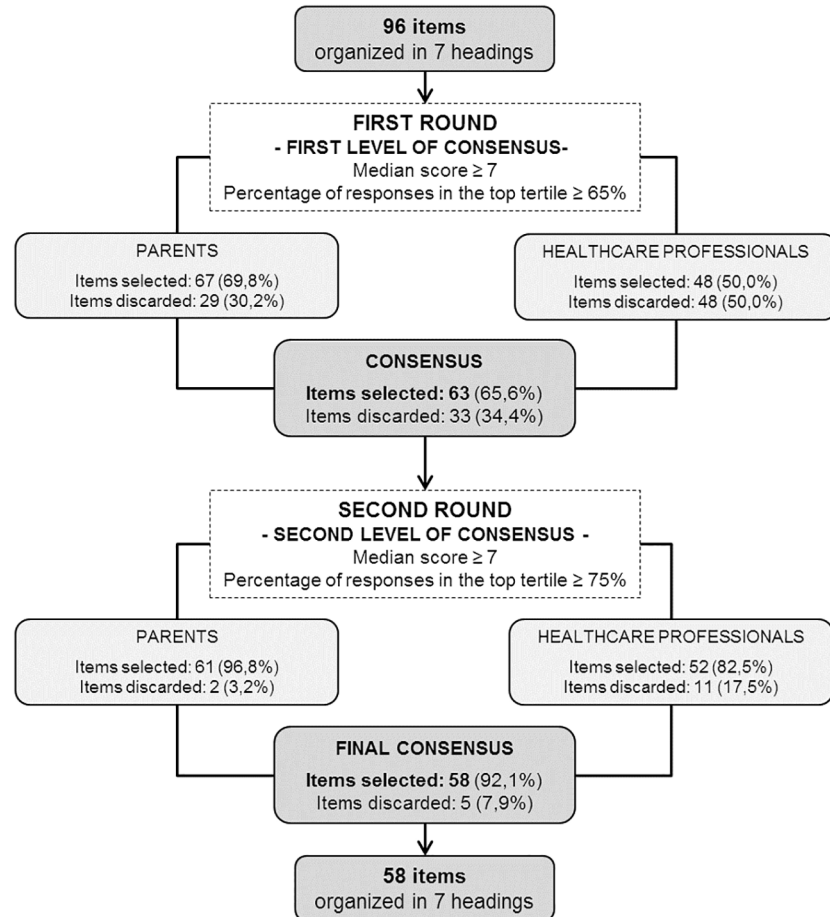 96 items
organized in 7 headings
FIRST ROUND
- FIRST LEVEL OF CONSENSUS-
Median score ≥ 7
Percentage of responses in the top tertile ≥ 65%
PARENTS
Items selected: 67 (69,8%)
Items discarded: 29 (30,2%)
HEALTHCARE PROFESSIONALS
Items selected: 48 (50,0%)
Items discarded: 48 (50,0%)
CONSENSUS
Items selected: 63 (65,6%)
Items discarded: 33 (34,4%)
SECOND ROUND
- SECOND LEVEL OF CONSENSUS -
Median score ≥ 7
Percentage of responses in the top tertile ≥ 75%
PARENTS
Items selected: 61 (96,8%)
Items discarded: 2 (3,2%)
HEALTHCARE PROFESSIONALS
Items selected: 52 (82,5%)
Items discarded: 11 (17,5%)
FINAL CONSENSUS
Items selected: 58 (92,1%)
Items discarded: 5 (7,9%)
58 items
organized in 7 headings